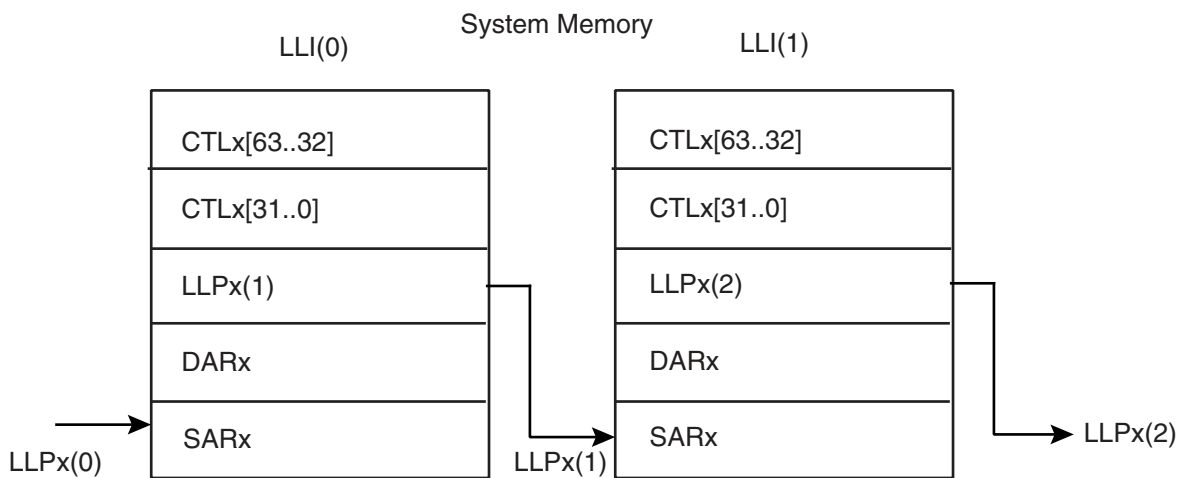 System Memory
LLI(0)
LLI(1)
CTLx[63..32]
CTLx[63..32]
CTLx[31..0]
CTLx[31..0]
LLPx(1)
LLPx(2)
DARx
DARx
SARx
SARx
LLPx(0)
LLPx(1)
LLPx(2)